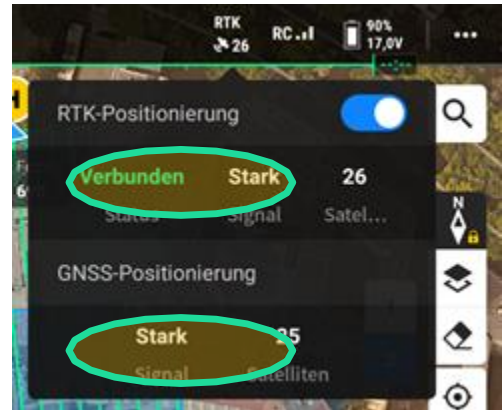 RTK
26
RC
90%
17,0V
RTK-Positionierung
Verbunden Stark 26
Status Signal Satel...
GNSS-Positionierung
Stark 25
Signal Satelliten
N